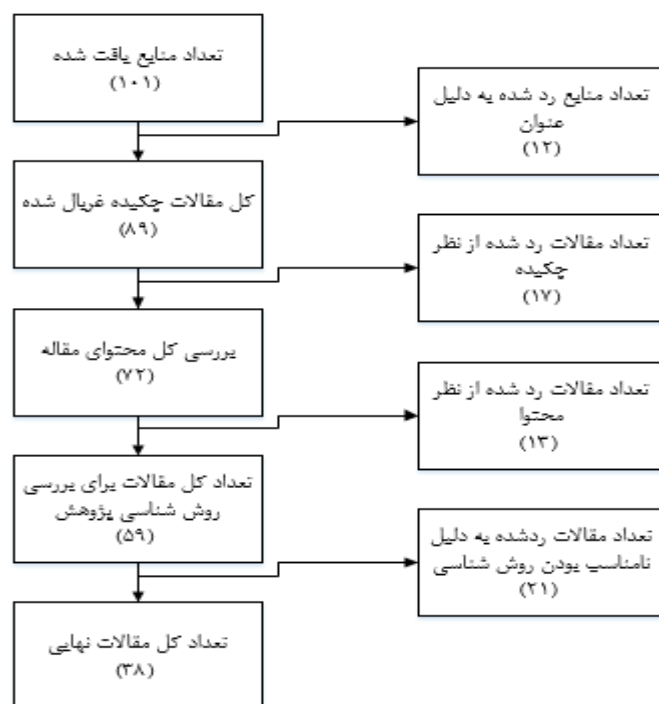 تعداد منابع یافت شده
(۱۰۱)
تعداد منابع رد شده به دلیل
عنوان
(۱۲)
کل مقالات چکیده غربال شده
(۸۹)
تعداد مقالات رد شده از نظر
چکیده
(۱۷)
بررسی کل محتوای مقاله
(۷۲)
تعداد مقالات رد شده از نظر
محتوا
(۱۳)
تعداد کل مقالات برای بررسی
روش شناسی پژوهش
(۵۹)
تعداد مقالات ردشده به دلیل
نامناسب بودن روش شناسی
(۲۱)
تعداد کل مقالات نهایی
(۳۸)